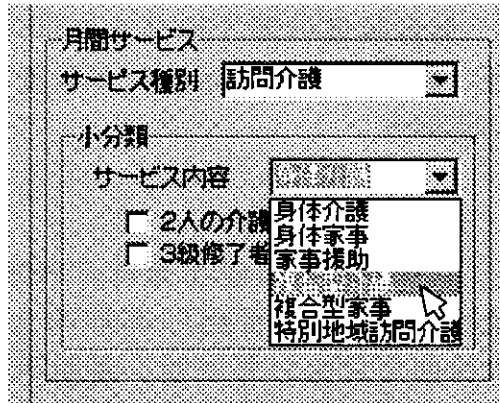 月間サービス
サービス種別 訪問介護
小分類
サービス内容
身体介護
2人の介護
身体家事
3級修了者
家事援助
複合型家事
特別地域訪問介護